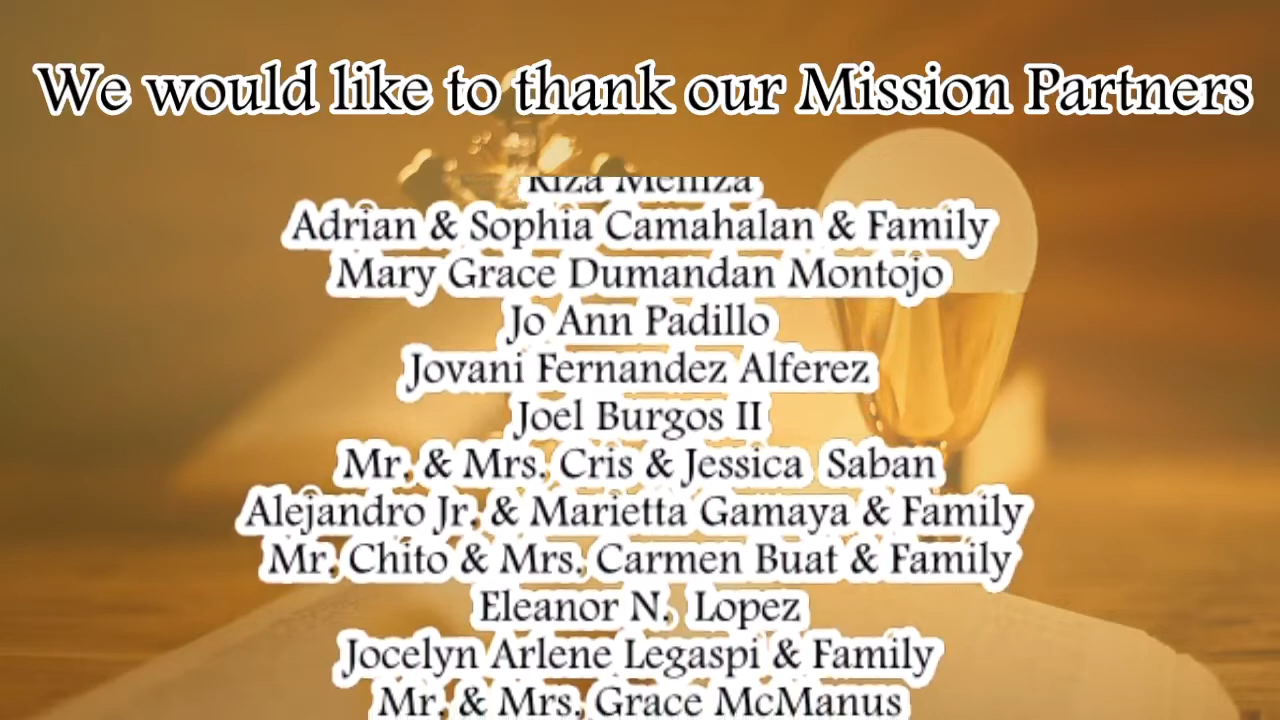 We would like to thank our Mission Partners
Riza
Adrian & Sophia Camahalan & Family
Mary Grace Dumandan Montojo
Jo Ann Padillo
Jovani Fernandez Alferez
Joel Burgos II
Mr. & Mrs. Cris & Jessica Saban
Alejandro Jr. & Marietta Gamaya & Family
Mr. Chito & Mrs. Carmen Buat & Family
Eleanor N. Lopez
Jocelyn Arlene Legaspi & Family
Mr. & Mrs. Grace McManus